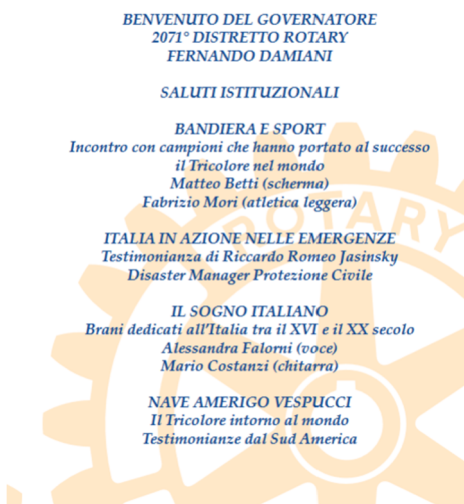 BENVENUTO DEL GOVERNATORE
2071° DISTRETTO ROTARY
FERNANDO DAMIANI
SALUTI ISTITUZIONALI
BANDIERA E SPORT
Incontro con campioni che hanno portato al successo
il Tricolore nel mondo
Matteo Betti (scherma)
Fabrizio Mori (atletica leggera)
ROTARY
ITALIA IN AZIONE NELLE EMERGENZE
Testimonianza di Riccardo Romeo Jasinsky
Disaster Manager Protezione Civile
IL SOGNO ITALIANO
Brani dedicati all'Italia tra il XVI e il XX secolo
Alessandra Falorni (voce)
Mario Costanzi (chitarra)
NAVE AMERIGO VESPUCCI
Il Tricolore intorno al mondo
Testimonianze dal Sud America